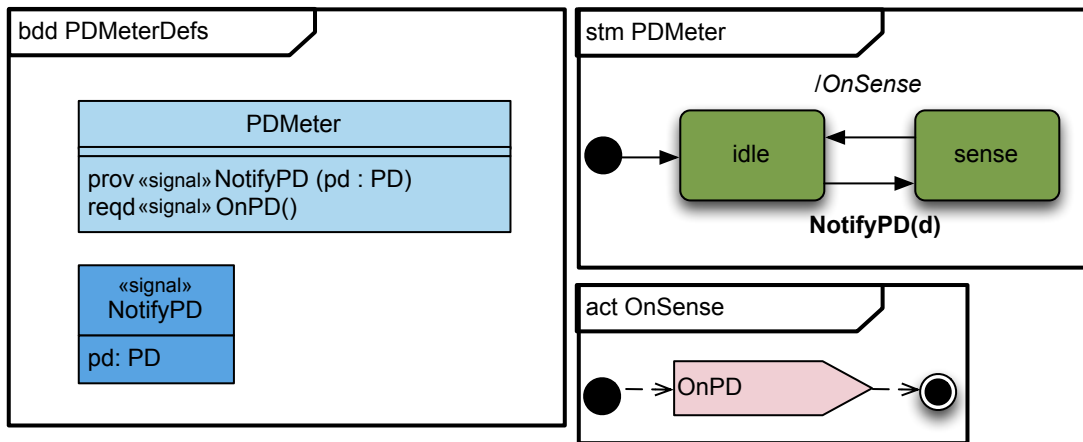 bdd PDMeterDefs
PDMeter
prov «signal» NotifyPD (pd : PD)
reqd «signal» OnPD()
«signal»
NotifyPD
pd: PD
stm PDMeter
/OnSense
idle
sense
NotifyPD(d)
act OnSense
OnPD